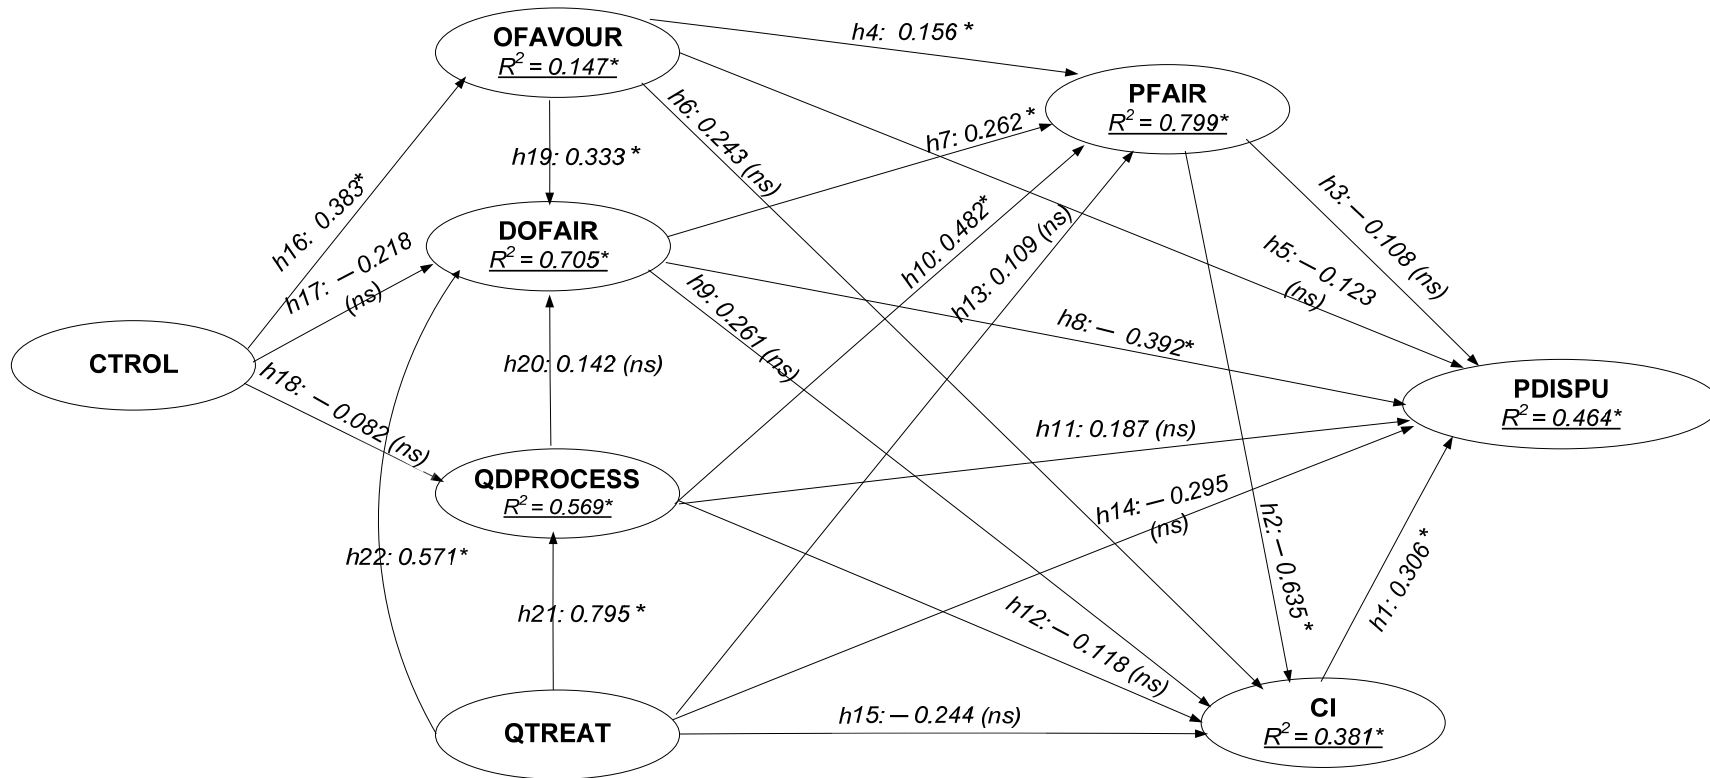 OFAVOUR
R² = 0.147*
h4: 0.156 *
PFAIR
R² = 0.799*
h6: 0.243 (ns)
h7: 0.262 *
h19: 0.333 *
h16: 0.383*
DOFAIR
R² = 0.705*
h3: — 0.108 (ns)
h10: 0.482*
h13: 0.109 (ns)
h5: — 0.123
(ns)
h17: — 0.218
(ns)
h9: 0.261 (ns)
h8: — 0.392*
CTROL
h20: 0.142 (ns)
h18: — 0.082 (ns)
PDISPU
R² = 0.464*
h11: 0.187 (ns)
QDPROCESS
R² = 0.569*
h14: — 0.295
(ns)
h22: 0.571*
h2: — 0.635 *
h1: 0.306 *
h21: 0.795 *
h12: — 0.118 (ns)
h15: — 0.244 (ns)
QTREAT
CI
R² = 0.381*